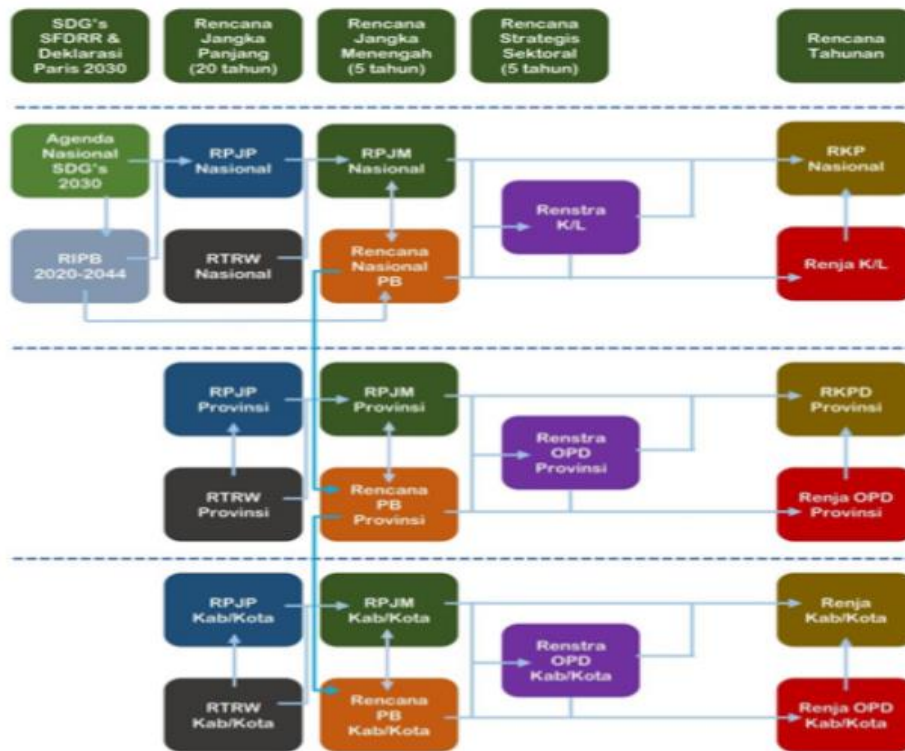 SDG's
SFDRR &
Deklarasi
Paris 2030
Rencana
Jangka
Panjang
(20 tahun)
Rencana
Jangka
Menengah
(5 tahun)
Rencana
Strategis
Sektoral
(5 tahun)
Rencana
Tahunan
Agenda
Nasional
SDG's
2030
RPJP
Nasional
RPJM
Nasional
RKP
Nasional
Renstra
K/L
RIPB
2020-2044
RTRW
Nasional
Rencana
Nasional
PB
Renja K/L
RPJP
Provinsi
RPJM
Provinsi
RKPD
Provinsi
Renstra
OPD
Provinsi
RTRW
Provinsi
Rencana
PB
Provinsi
Renja OPD
Provinsi
RPJP
Kab/Kota
RPJM
Kab/Kota
Renja
Kab/Kota
Renstra
OPD
Kab/Kota
RTRW
Kab/Kota
Rencana
PB
Kab/Kota
Renja OPD
Kab/Kota